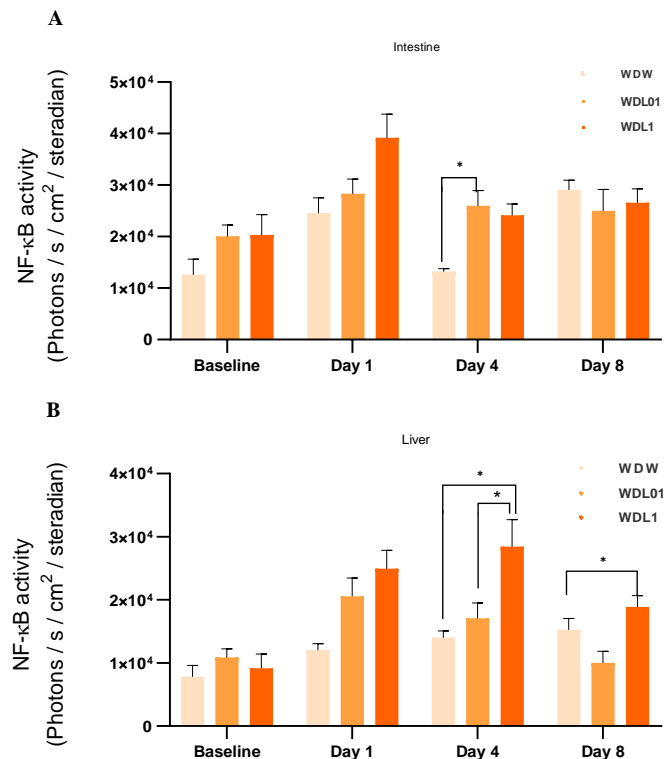 A
Intestine
WDW
WDL01
WDL1
NF-κB activity
(Photons / s / cm² / steradian)
5×10⁴
4×10⁴
3×10⁴
2×10⁴
1×10⁴
0
*
Baseline
Day 1
Day 4
Day 8
B
Liver
WDW
WDL01
WDL1
NF-κB activity
(Photons / s / cm² / steradian)
4×10⁴
3×10⁴
2×10⁴
1×10⁴
0
*
*
*
Baseline
Day 1
Day 4
Day 8